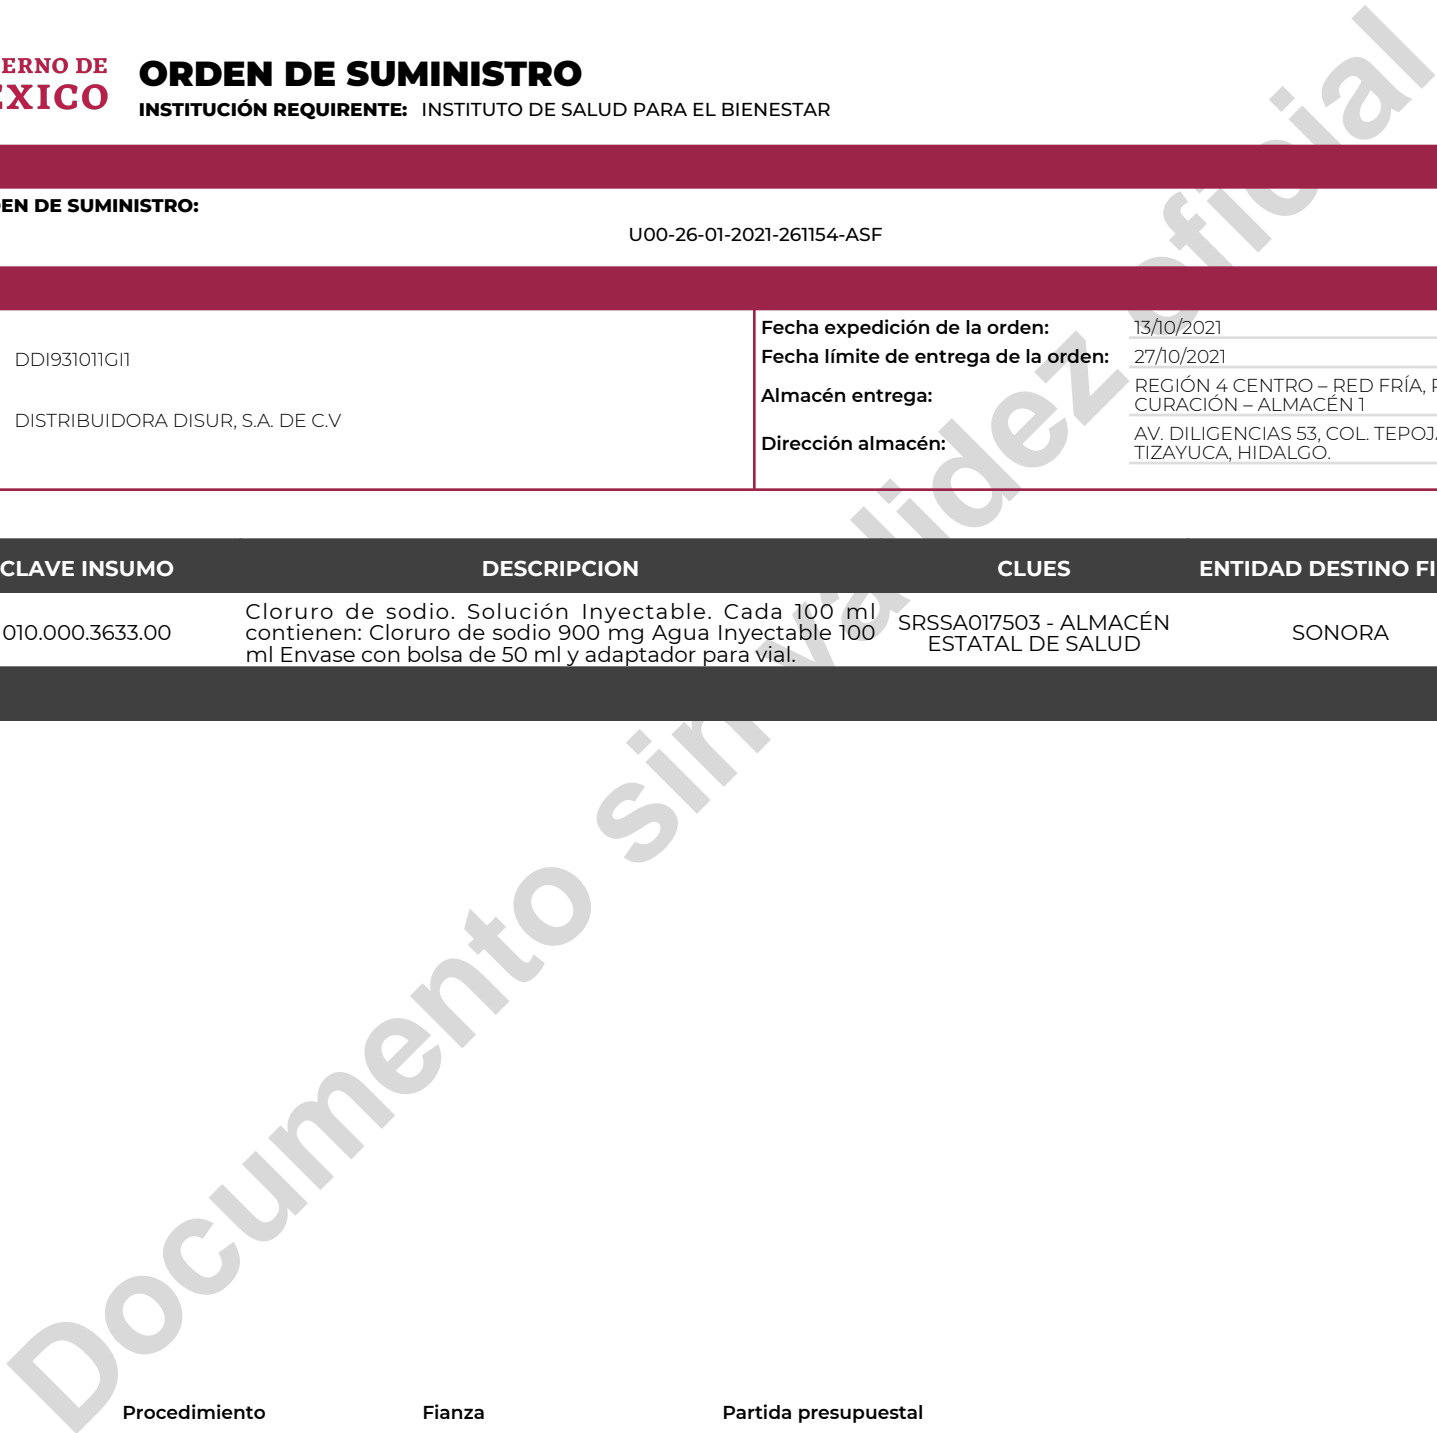 ERNO DE
ORDEN DE SUMINISTRO
INSTITUCIÓN REQUIRENTE: INSTITUTO DE SALUD PARA EL BIENESTAR
EN DE SUMINISTRO:
U00-26-01-2021-261154-ASF
Fecha expedición de la orden: 13/10/2021
DDI931011GI1
Fecha límite de entrega de la orden: 27/10/2021
Almacén entrega: REGIÓN 4 CENTRO – RED FRÍA,
CURACIÓN – ALMACÉN 1
DISTRIBUIDORA DISUR, S.A. DE C.V
Dirección almacén: AV. DILIGENCIAS 53, COL.
TIZAYUCA, HIDALGO.
CLAVE INSUMO DESCRIPCION CLUES ENTIDAD DESTINO
010.000.3633.00
Cloruro de sodio. Solución Inyectable. Cada 100 ml
contienen: Cloruro de sodio 900 mg Agua Inyectable 100
ml Envase con bolsa de 50 ml y adaptador para vial.
SRSSA017503 - ALMACÉN
ESTATAL DE SALUD
SONORA
Documento sin validez oficial
Procedimiento Fianza Partida presupuestal